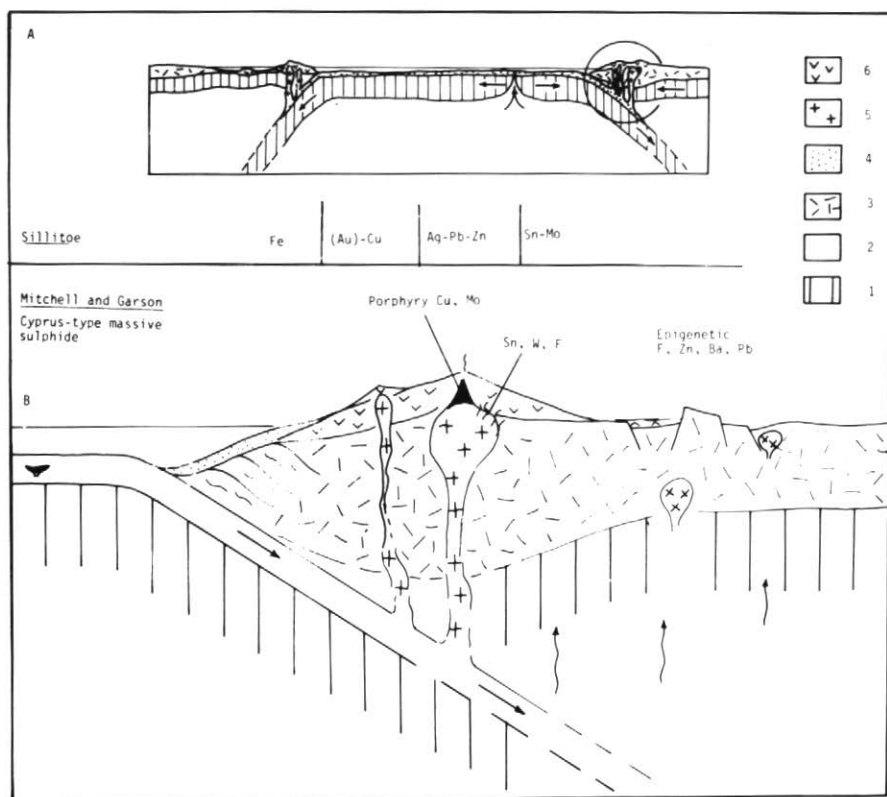 A
6
5
4
3
2
1
Sillitoe
Fe
(Au)-Cu
Ag-Pb-Zn
Sn-Mo
Mitchell and Garson
Cyprus-type massive
sulphide
Porphyry Cu, Mo
Sn, W, F
Epigenetic
F, Zn, Ba, Pb
B